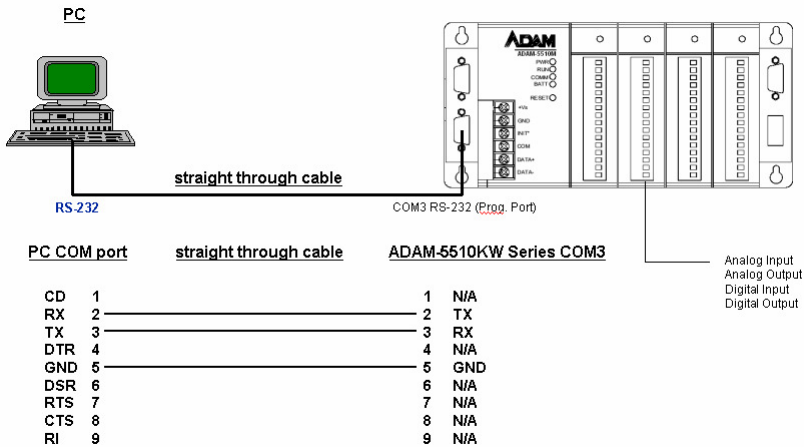 PC
ADAM
ADAM-5510M
PWR
RUN
COMM
BATT
RESET
+Vs
GND
INIT*
COM
DATA+
DATA-
straight through cable
RS-232
COM3 RS-232 (Prog. Port)
PC COM port straight through cable ADAM-5510KW Series COM3
Analog Input
Analog Output
Digital Input
Digital Output
CD 1 1 N/A
RX 2 2 TX
TX 3 3 RX
DTR 4 4 N/A
GND 5 5 GND
DSR 6 6 N/A
RTS 7 7 N/A
CTS 8 8 N/A
RI 9 9 N/A